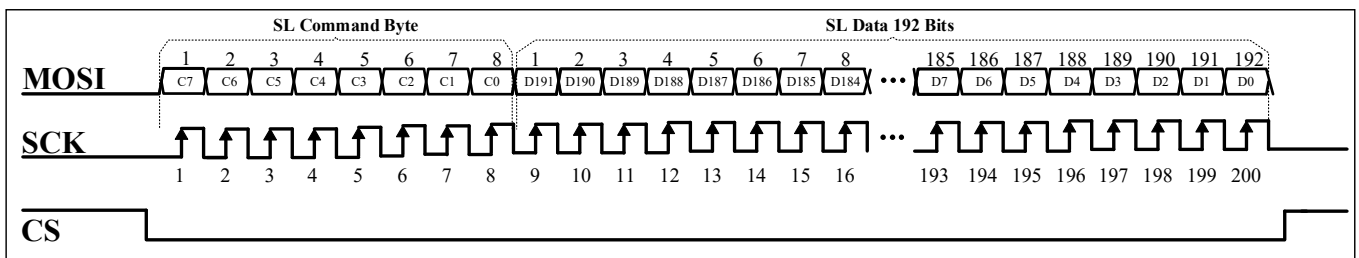 SL Command Byte SL Data 192 Bits
1 2 3 4 5 6 7 8 1 2 3 4 5 6 7 8 185 186 187 188 189 190 191 192
MOSI C7 C6 C5 C4 C3 C2 C1 C0 D191 D190 D189 D188 D187 D186 D185 D184 ••• D7 D6 D5 D4 D3 D2 D1 D0
SCK •••
1 2 3 4 5 6 7 8 9 10 11 12 13 14 15 16 193 194 195 196 197 198 199 200
CS